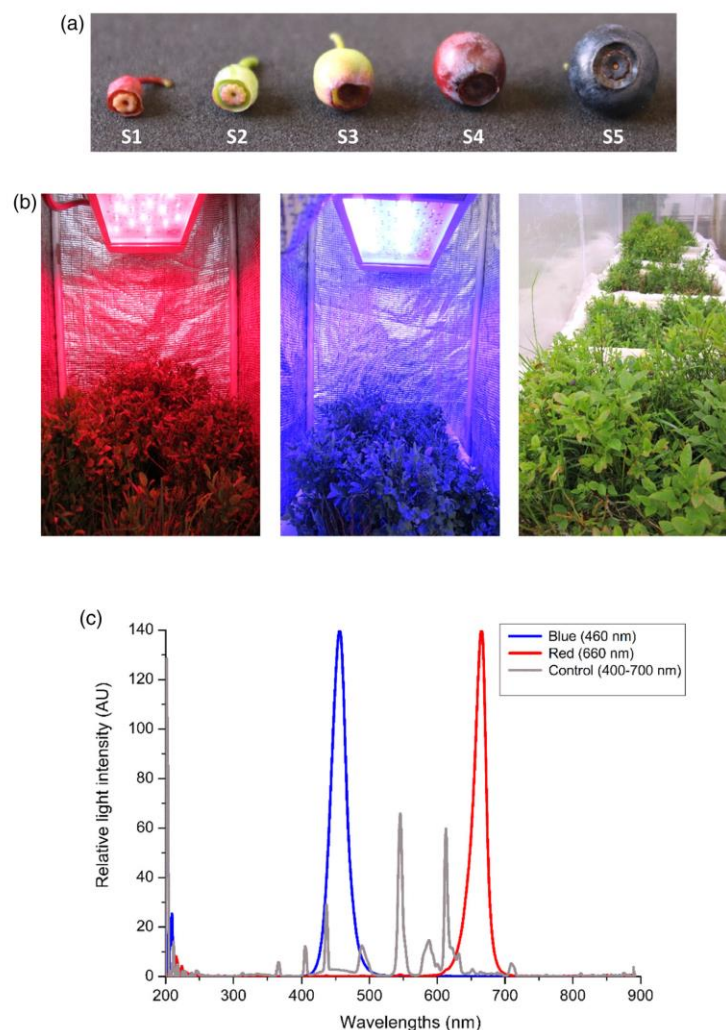 (a)
S1 S2 S3 S4 S5
(b)
(c)
140
120
100
80
60
40
20
0
Relative light intensity (AU)
Blue (460 nm)
Red (660 nm)
Control (400-700 nm)
200 300 400 500 600 700 800 900
Wavelengths (nm)